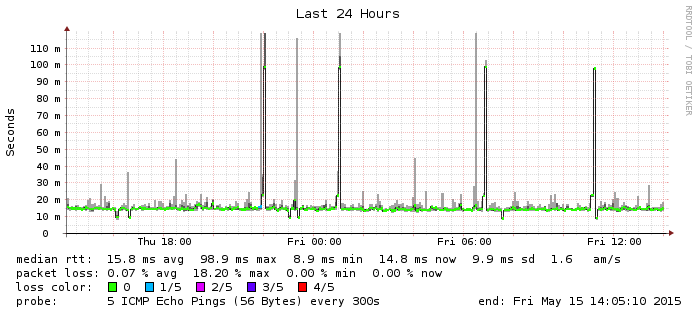 Last 24 Hours
RRDTOOL / TOBI OETIKER
Seconds
110 m
100 m
90 m
80 m
70 m
60 m
50 m
40 m
30 m
20 m
10 m
0
Thu 18:00 Fri 00:00 Fri 06:00 Fri 12:00
median rtt: 15.8 ms avg 98.9 ms max 8.9 ms min 14.8 ms now 9.9 ms sd 1.6 am/s
packet loss: 0.07 % avg 18.20 % max 0.00 % min 0.00 % now
loss color: 0 1/5 2/5 3/5 4/5
probe: 5 ICMP Echo Pings (56 Bytes) every 300s end: Fri May 15 14:05:10 2015